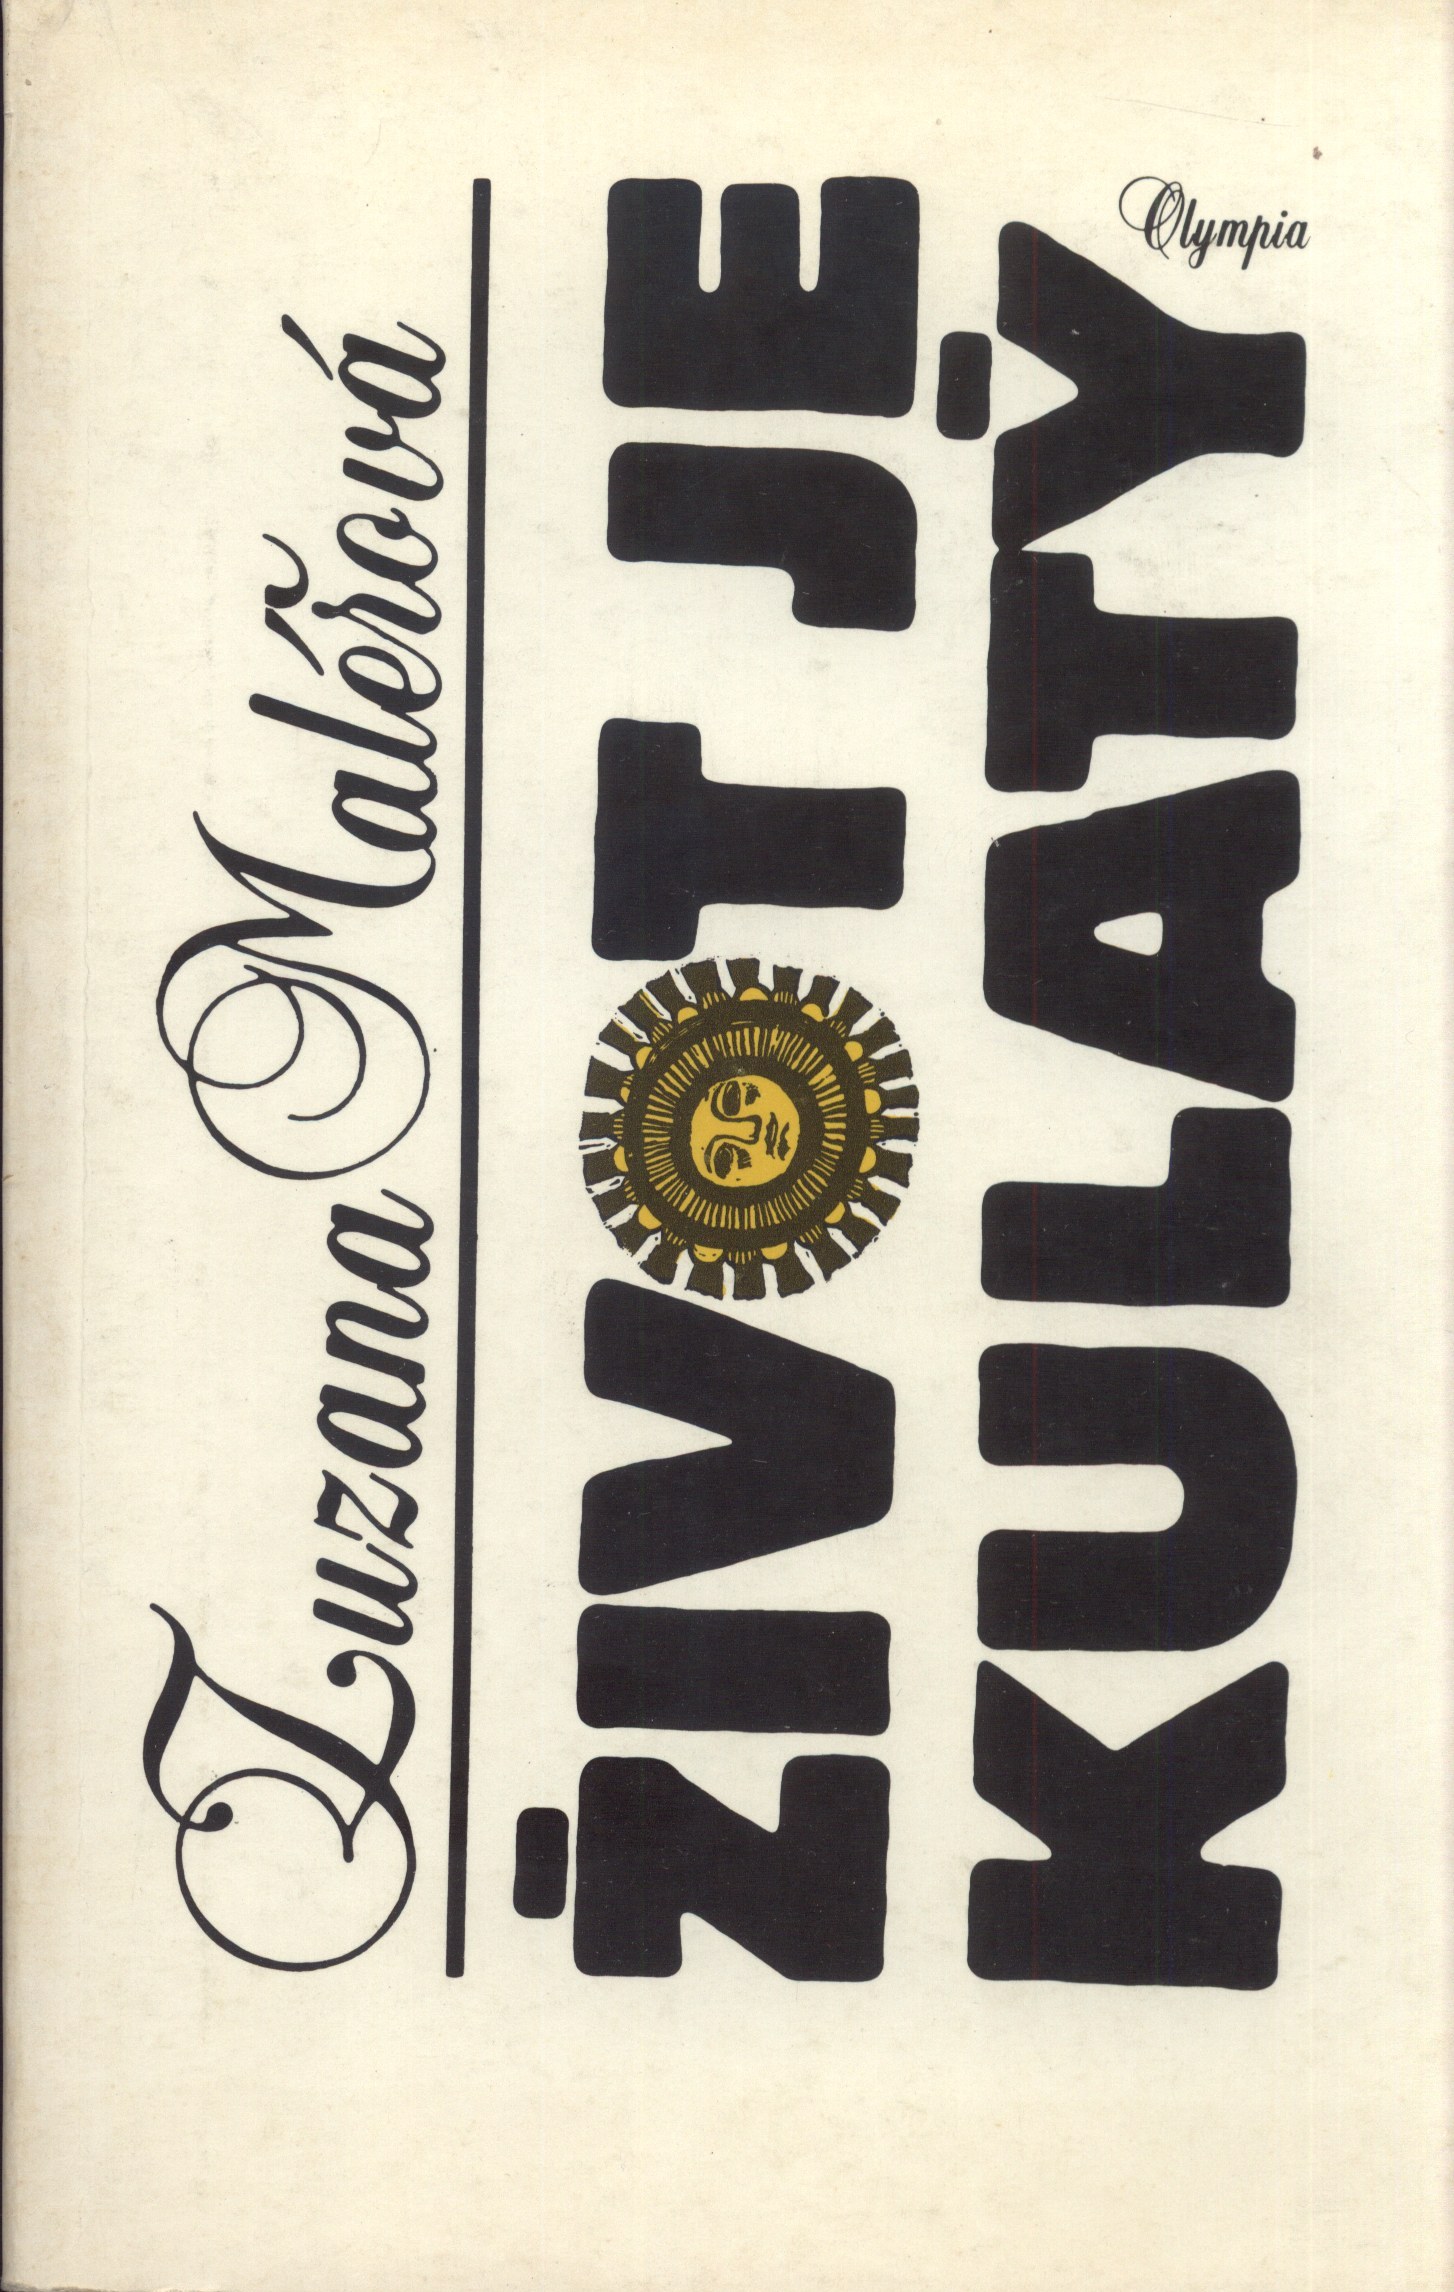 Zuzana Maléřová
ŽIVOT JE
KULATÝ
Olympia